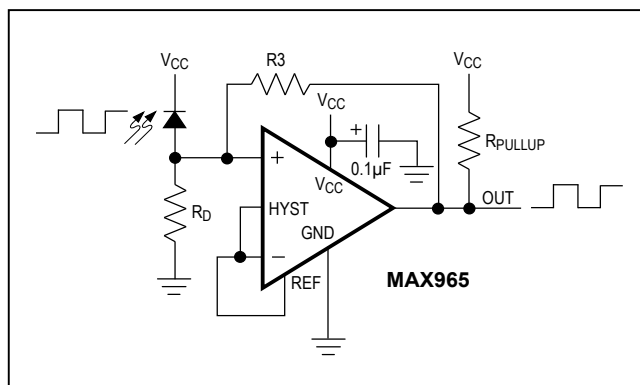 VCC
R3
VCC
RPULLUP
VCC
+
0.1µF
VCC
+
RD
HYST
GND
OUT
−
REF
MAX965